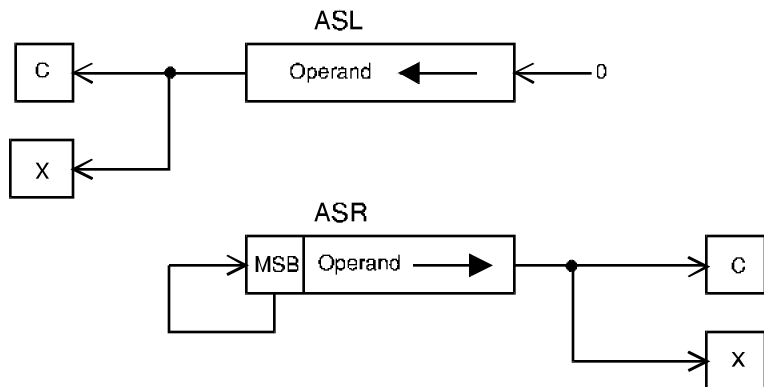 ASL
C
Operand
0
X
ASR
MSB
Operand
C
X